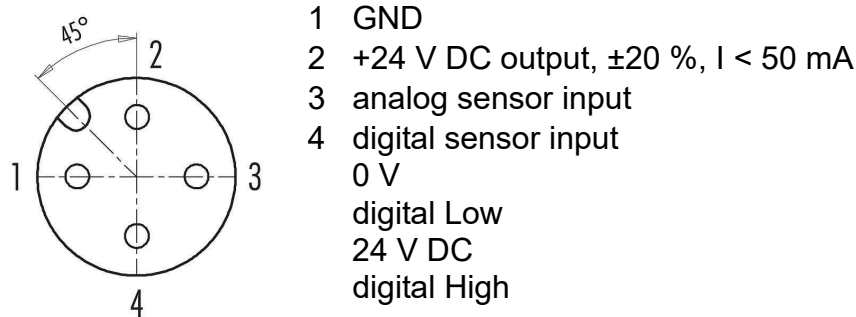 45°
2
1
3
4
1 GND
2 +24 V DC output, ±20 %, I < 50 mA
3 analog sensor input
4 digital sensor input
0 V
digital Low
24 V DC
digital High